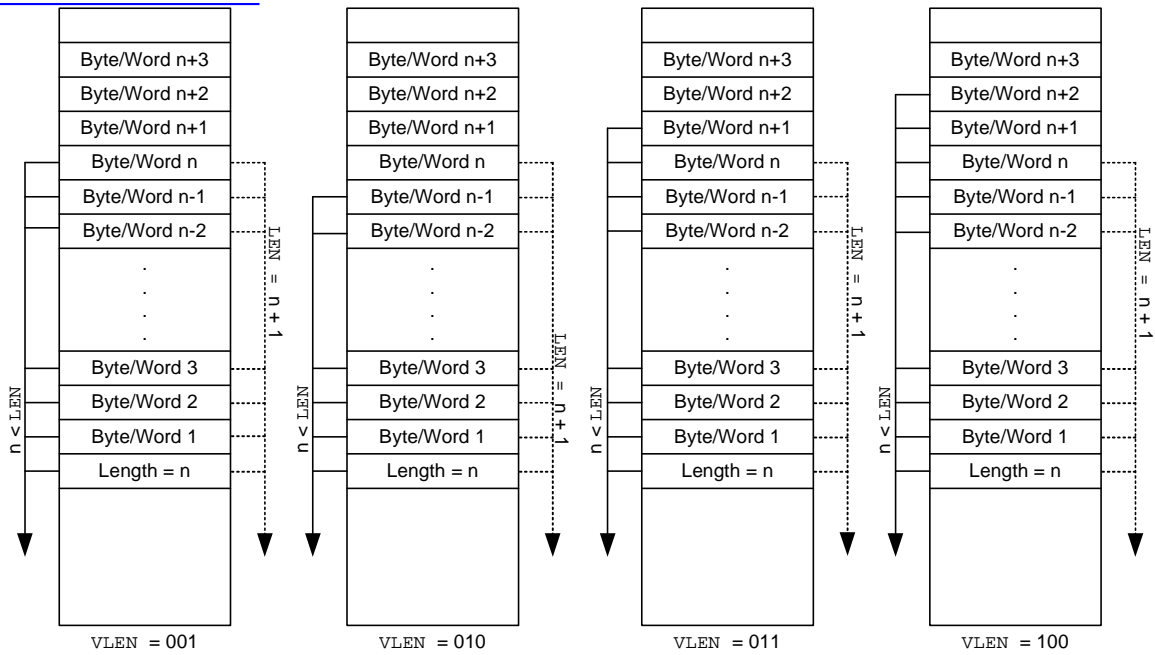 Byte/Word n+3
Byte/Word n+2
Byte/Word n+1
Byte/Word n
Byte/Word n-1
Byte/Word n-2
.
.
.
.
Byte/Word 3
Byte/Word 2
Byte/Word 1
Length = n
LEN > n
LEN = n + 1
VLEN = 001
Byte/Word n+3
Byte/Word n+2
Byte/Word n+1
Byte/Word n
Byte/Word n-1
Byte/Word n-2
.
.
.
.
Byte/Word 3
Byte/Word 2
Byte/Word 1
Length = n
LEN > n
LEN = n + 1
VLEN = 010
Byte/Word n+3
Byte/Word n+2
Byte/Word n+1
Byte/Word n
Byte/Word n-1
Byte/Word n-2
.
.
.
.
Byte/Word 3
Byte/Word 2
Byte/Word 1
Length = n
LEN > n
LEN = n + 1
VLEN = 011
Byte/Word n+3
Byte/Word n+2
Byte/Word n+1
Byte/Word n
Byte/Word n-1
Byte/Word n-2
.
.
.
.
Byte/Word 3
Byte/Word 2
Byte/Word 1
Length = n
LEN > n
LEN = n + 1
VLEN = 100